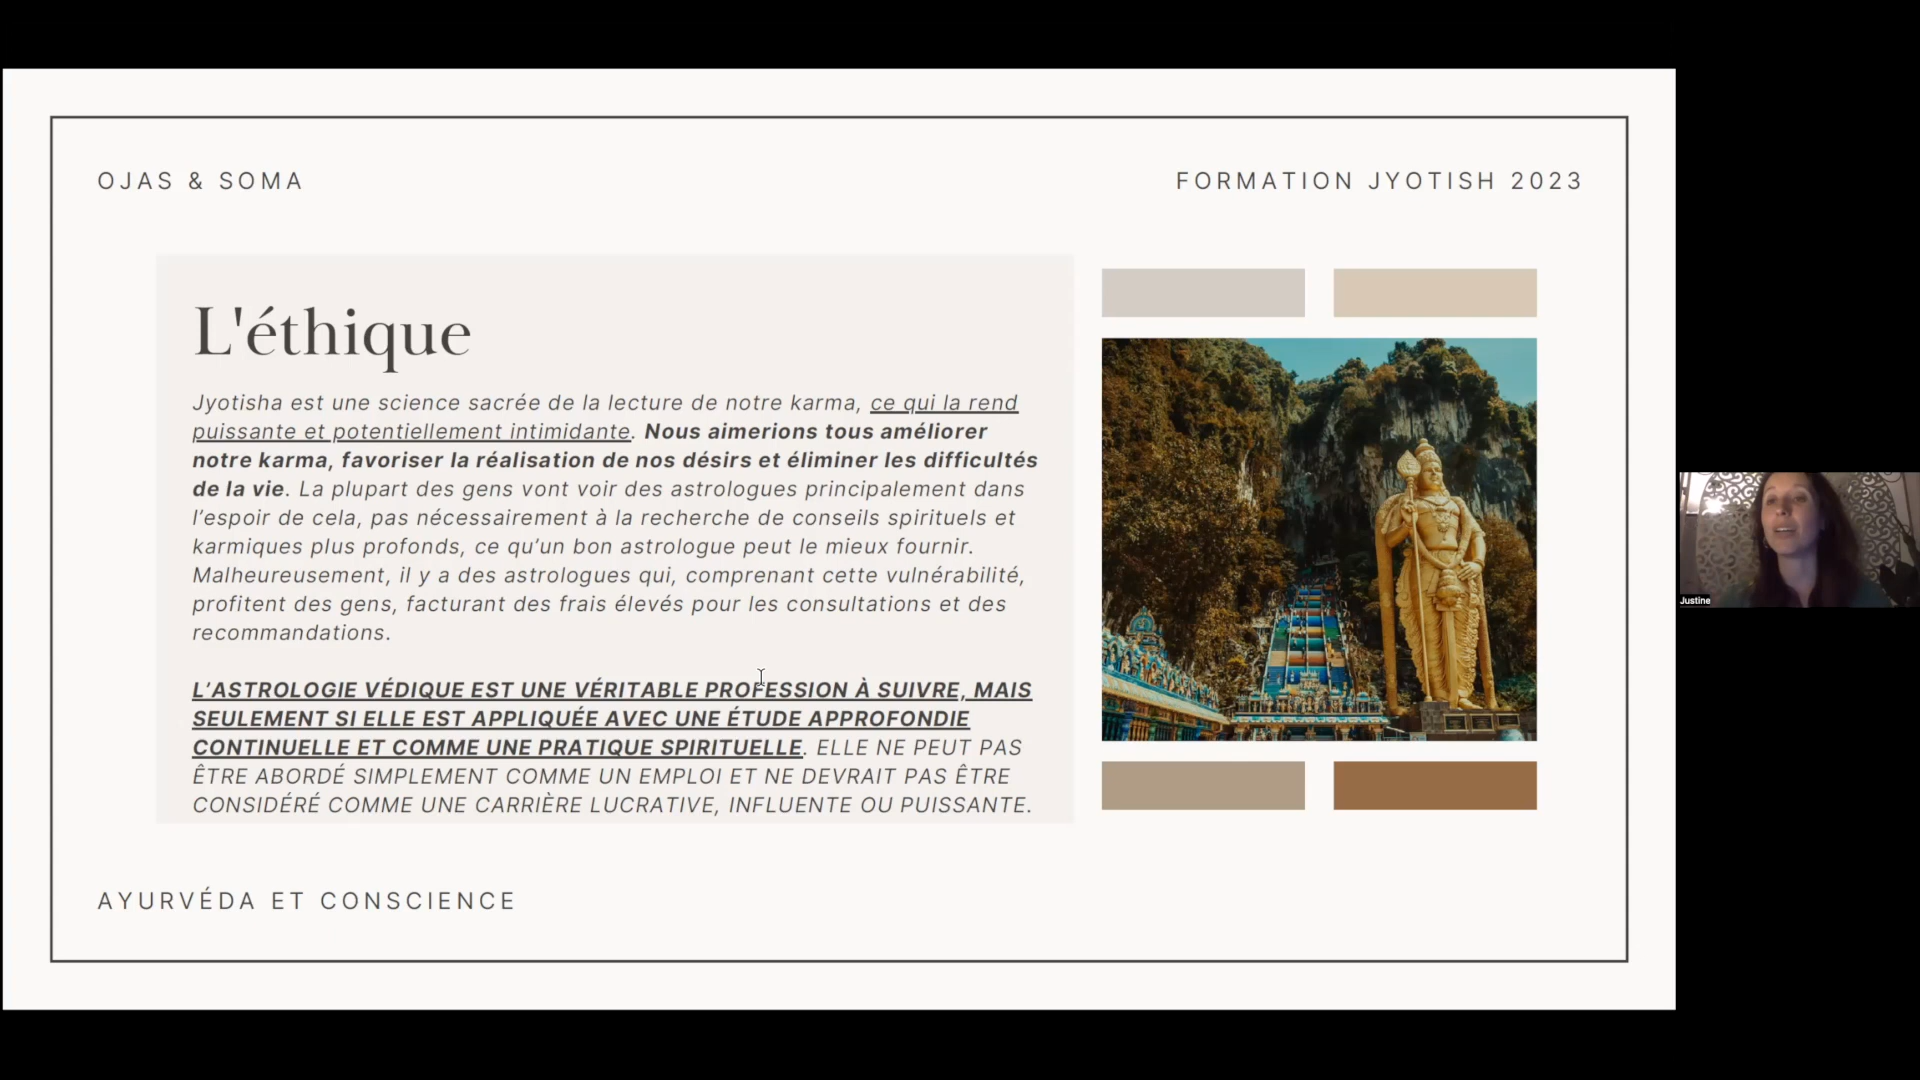 OJAS & SOMA
FORMATION JYOTISH 2023
L'éthique
Jyotisha est une science sacrée de la lecture de notre karma, ce qui la rend
puissante et potentiellement intimidante. Nous aimerions tous améliorer
notre karma, favoriser la réalisation de nos désirs et éliminer les difficultés
de la vie. La plupart des gens vont voir des astrologues principalement dans
l’espoir de cela, pas nécessairement à la recherche de conseils spirituels et
karmiques plus profonds, ce qu’un bon astrologue peut le mieux fournir.
Malheureusement, il y a des astrologues qui, comprenant cette vulnérabilité,
profitent des gens, facturant des frais élevés pour les consultations et des
recommandations.
L’ASTROLOGIE VÉDIQUE EST UNE VÉRITABLE PROFESSION À SUIVRE, MAIS
SEULEMENT SI ELLE EST APPLIQUÉE AVEC UNE ÉTUDE APPROFONDIE
CONTINUELLE ET COMME UNE PRATIQUE SPIRITUELLE. ELLE NE PEUT PAS
ÊTRE ABORDÉ SIMPLEMENT COMME UN EMPLOI ET NE DEVRAIT PAS ÊTRE
CONSIDÉRÉ COMME UNE CARRIÈRE LUCRATIVE, INFLUENTE OU PUISSANTE.
Justine
AYURVÉDA ET CONSCIENCE